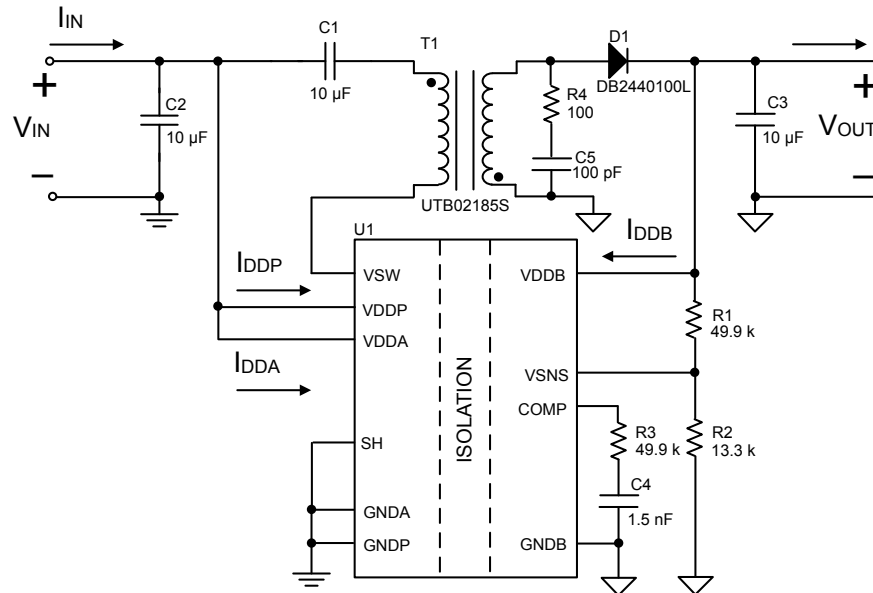 IIN
C1
T1
D1
+
C2
10 µF
10 µF
R4
100
DB2440100L
C3
10 µF
+
VIN
VOUT
−
C5
100 pF
−
UTB02185S
U1
IDDB
IDDP
VSW
VDDB
VDDP
R1
49.9 k
VDDA
IDDA
VSNS
COMP
ISOLATION
SH
R3
49.9 k
R2
13.3 k
C4
1.5 nF
GNDA
GNDP
GNDB